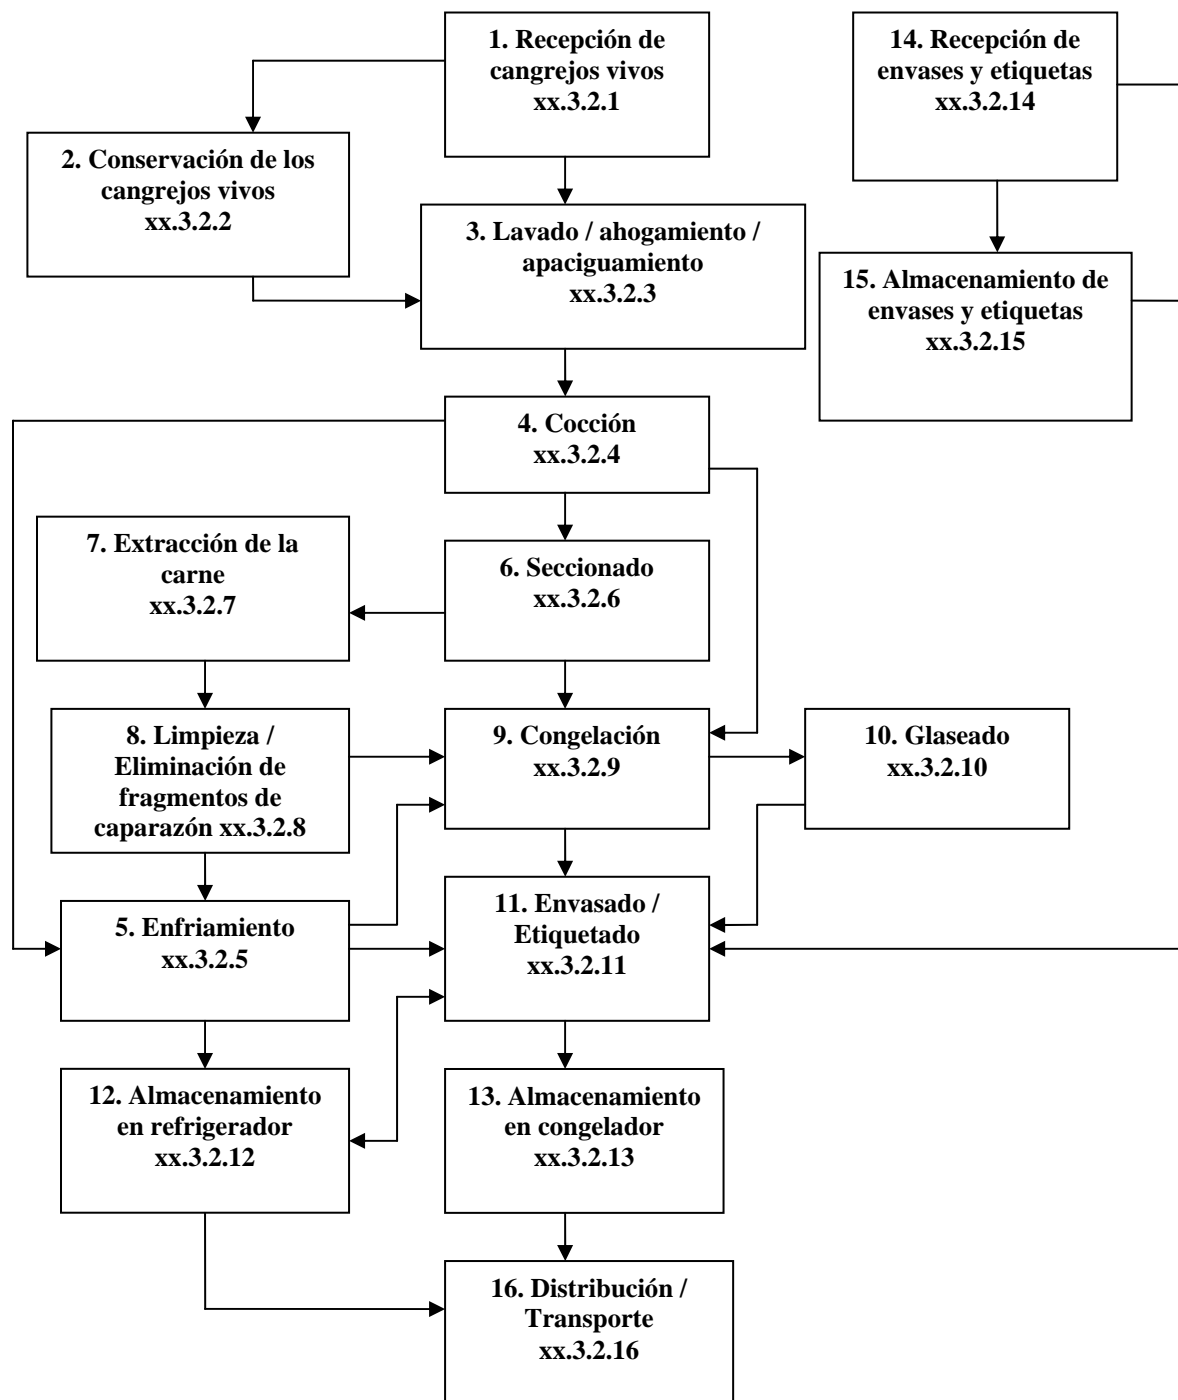 1. Recepción de
cangrejos vivos
xx.3.2.1
14. Recepción de
envases y etiquetas
xx.3.2.14
2. Conservación de los
cangrejos vivos
xx.3.2.2
3. Lavado / ahogamiento /
apaciguamiento
xx.3.2.3
15. Almacenamiento de
envases y etiquetas
xx.3.2.15
4. Cocción
xx.3.2.4
7. Extracción de la
carne
xx.3.2.7
6. Seccionado
xx.3.2.6
8. Limpieza /
Eliminación de
fragmentos de
caparazón xx.3.2.8
9. Congelación
xx.3.2.9
10. Glaseado
xx.3.2.10
5. Enfriamiento
xx.3.2.5
11. Envasado /
Etiquetado
xx.3.2.11
12. Almacenamiento
en refrigerador
xx.3.2.12
13. Almacenamiento
en congelador
xx.3.2.13
16. Distribución /
Transporte
xx.3.2.16